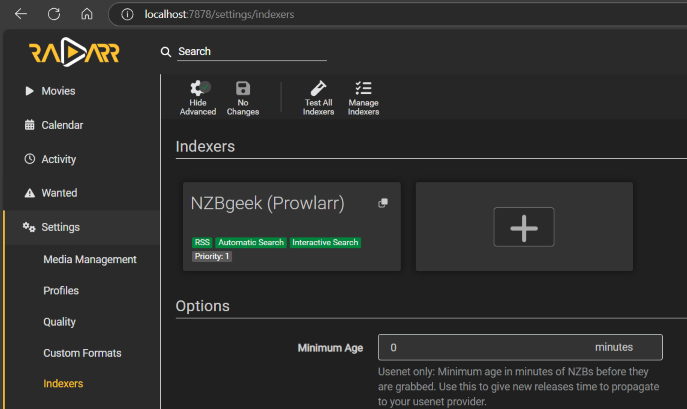 localhost:7878/settings/indexers
RADARR
Search
Movies
Calendar
Activity
Wanted
Settings
Media Management
Profiles
Quality
Custom Formats
Indexers
Hide
Advanced
No
Changes
Test All
Indexers
Manage
Indexers
Indexers
NZBgeek (Prowlarr)
RSS Automatic Search Interactive Search
Priority: 1
Options
Minimum Age 0 minutes
Usenet only: Minimum age in minutes of NZBs before they
are grabbed. Use this to give new releases time to propagate
to your usenet provider.